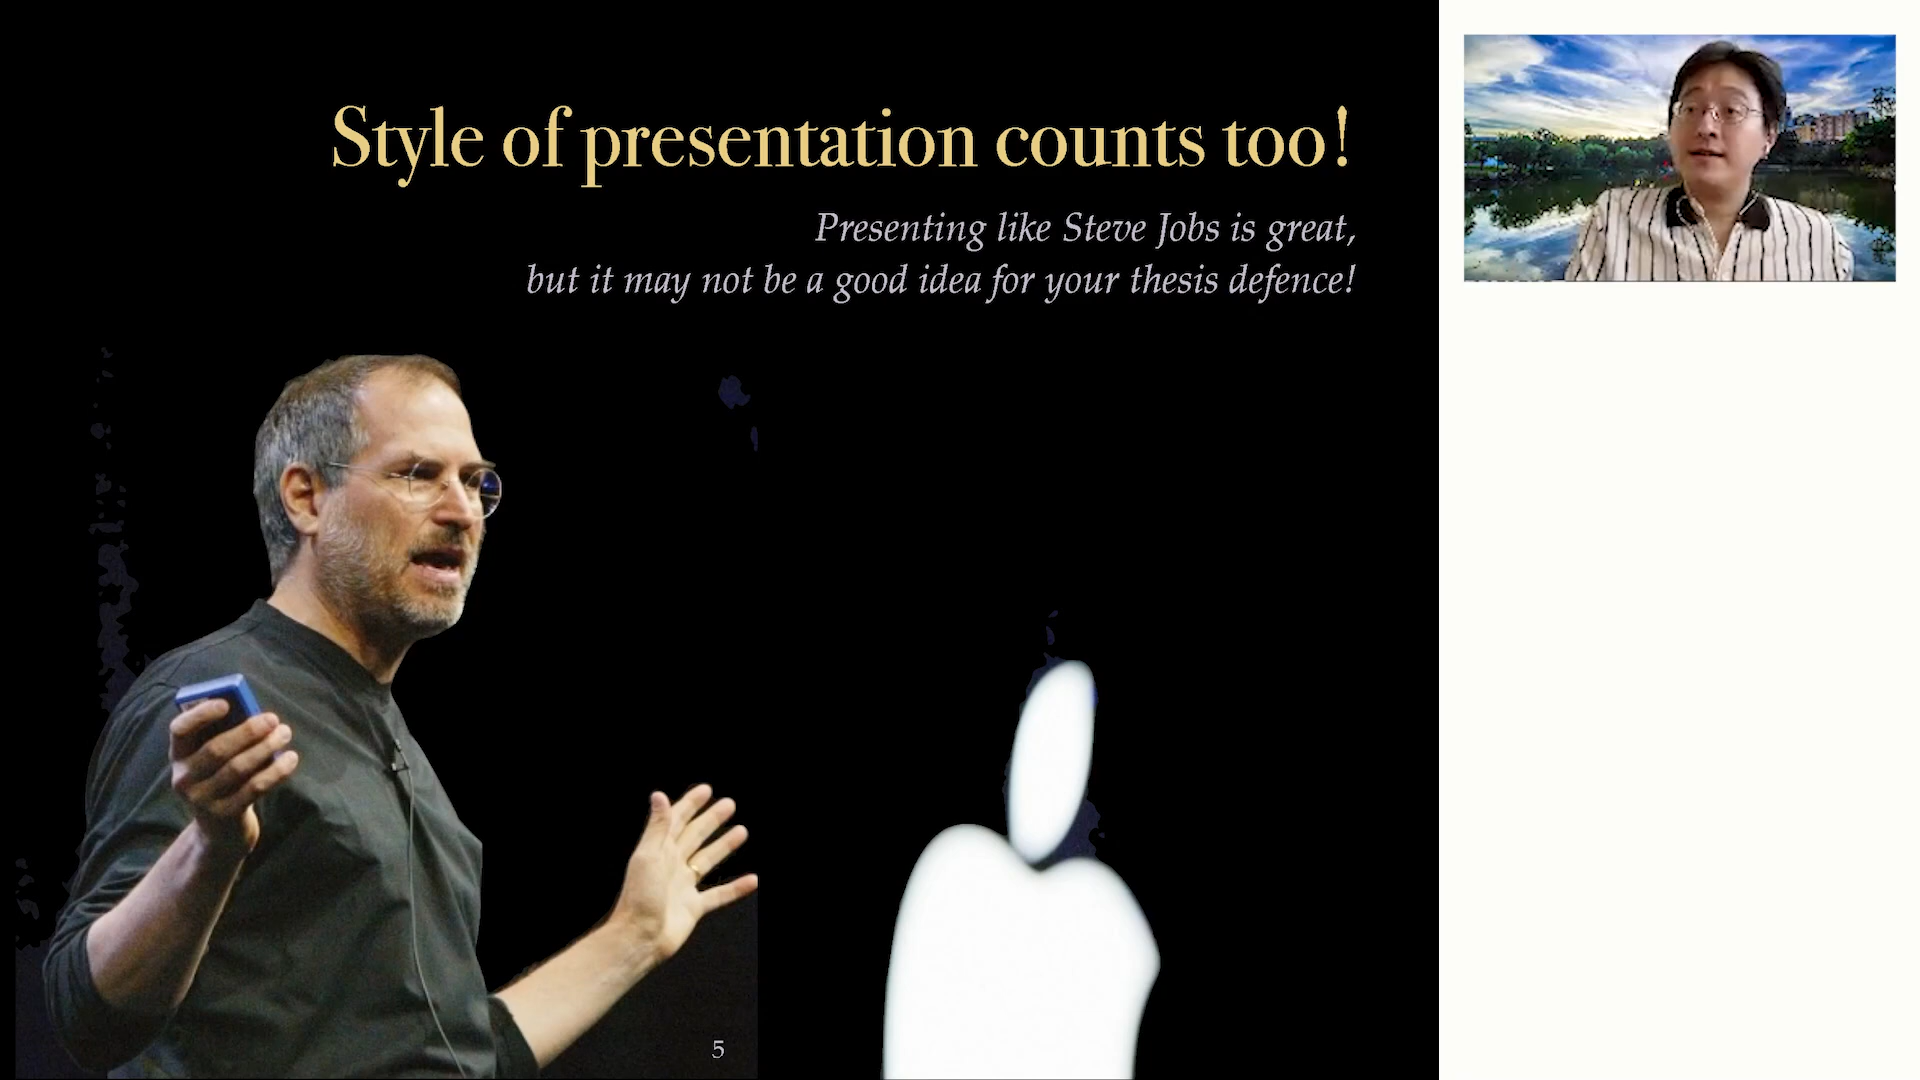 Style of presentation counts too!
Presenting like Steve Jobs is great,
but it may not be a good idea for your thesis defence!
5